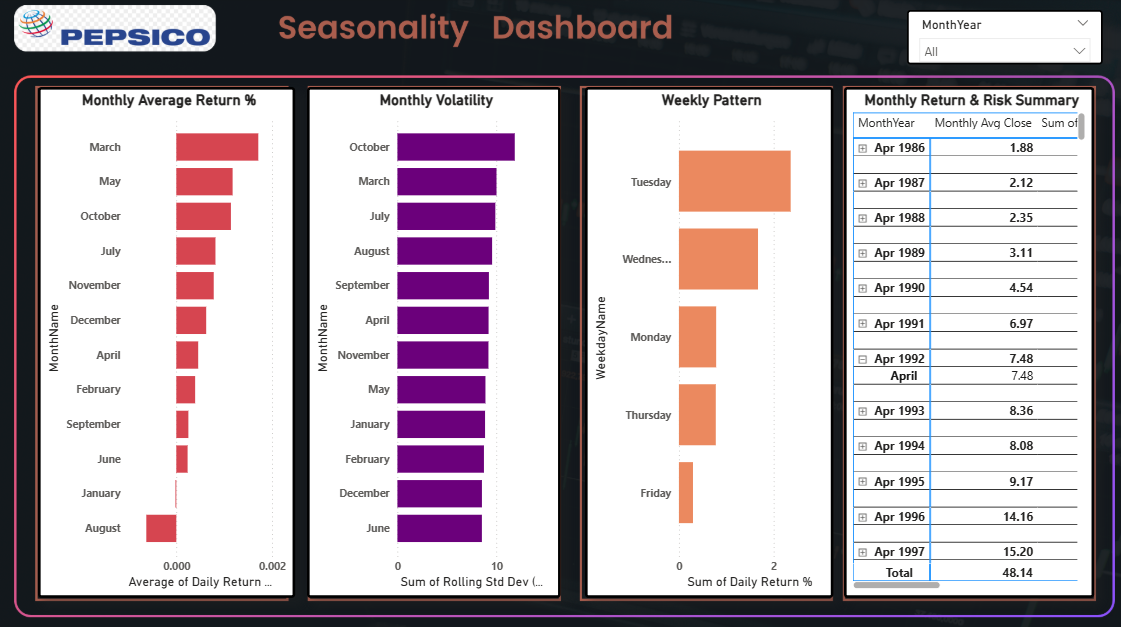 PEPSICO
Seasonality Dashboard
MonthYear
All
Monthly Average Return %
MonthName
March
May
October
July
November
December
April
February
September
June
January
August
0.000 0.002
Average of Daily Return ...
Monthly Volatility
MonthName
October
March
July
August
September
April
November
May
January
February
December
June
0 10
Sum of Rolling Std Dev (...
Weekly Pattern
WeekdayName
Tuesday
Wednes...
Monday
Thursday
Friday
0 2
Sum of Daily Return %
Monthly Return & Risk Summary
MonthYear Monthly Avg Close Sum of
Apr 1986 1.88
Apr 1987 2.12
Apr 1988 2.35
Apr 1989 3.11
Apr 1990 4.54
Apr 1991 6.97
Apr 1992 7.48
April 7.48
Apr 1993 8.36
Apr 1994 8.08
Apr 1995 9.17
Apr 1996 14.16
Apr 1997 15.20
Total 48.14